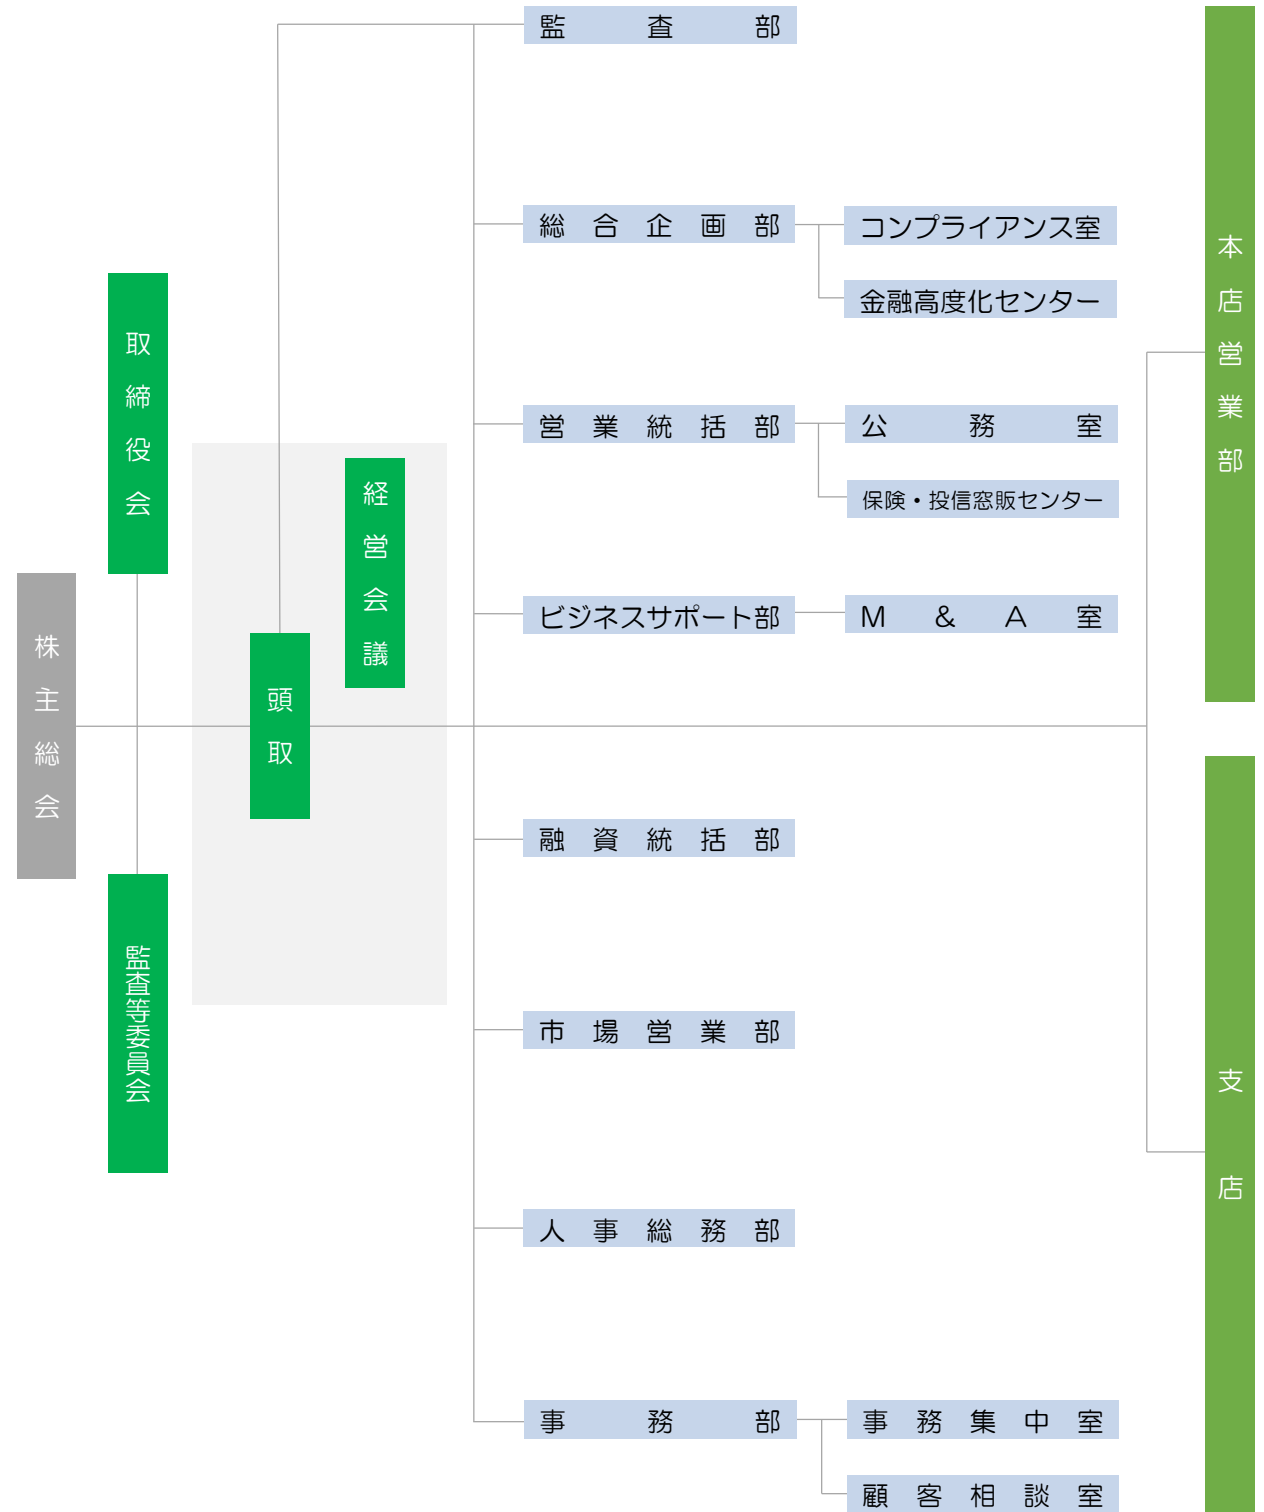 株主総会
取締役会
監査等委員会
頭取
経営会議
監査部
総合企画部
コンプライアンス室
金融高度化センター
営業統括部
公務室
保険・投信窓販センター
ビジネスサポート部
M&A室
融資統括部
市場営業部
人事総務部
事務部
事務集中室
顧客相談室
本店営業部
支店